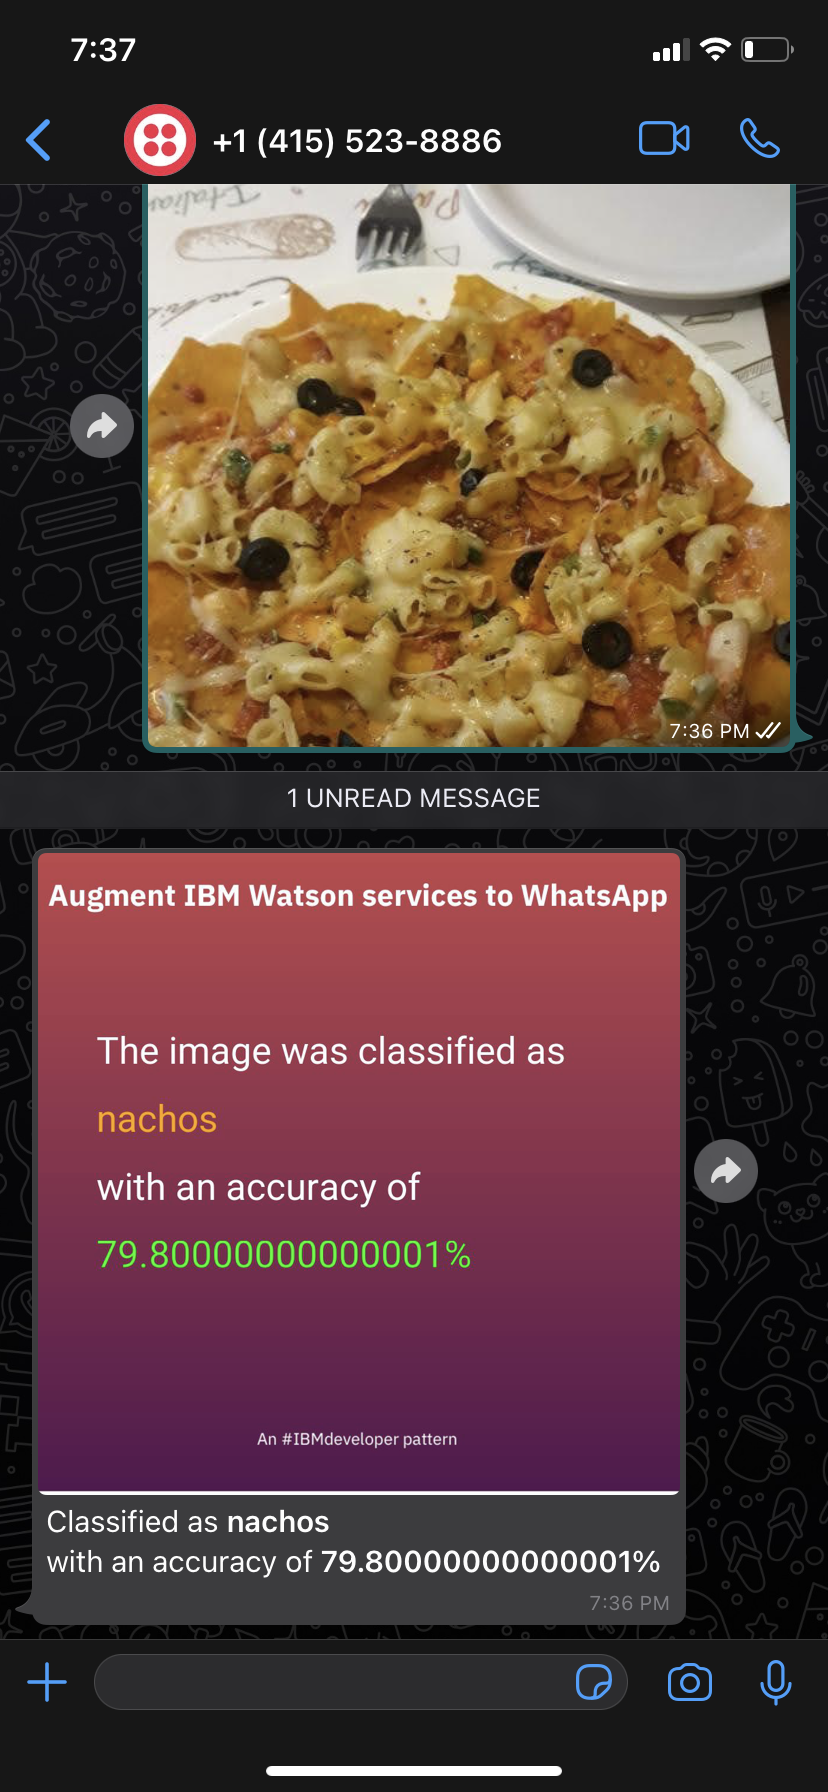 7:37
+1 (415) 523-8886
Italian
7:36 PM
1 UNREAD MESSAGE
Augment IBM Watson services to WhatsApp
The image was classified as
nachos
with an accuracy of
79.80000000000001%
An #IBMdeveloper pattern
Classified as nachos
with an accuracy of 79.80000000000001%
7:36 PM